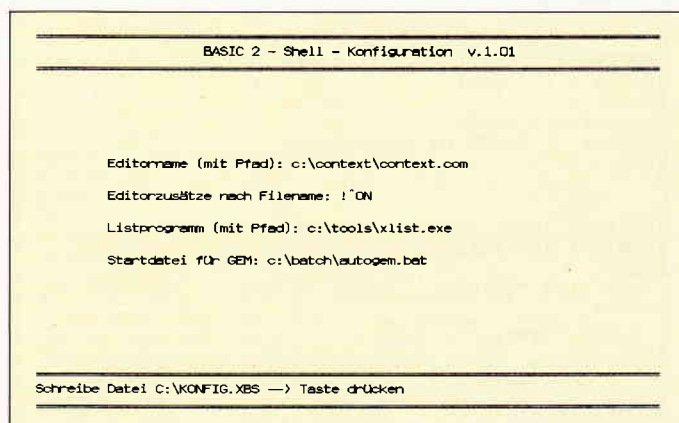 BASIC 2 - Shell - Konfiguration v.1.01
Editorname (mit Pfad): c:\context\context.com
Editorzusätze nach Filename: !^ON
Listprogramm (mit Pfad): c:\tools\xlist.exe
Startdatei für GEM: c:\batch\autogem.bat
Schreibe Datei C:\KONFIG.XBS —> Taste drücken